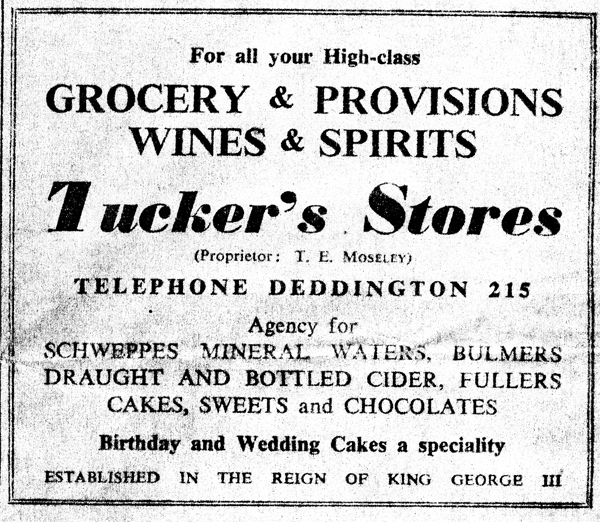 For all your High-class
GROCERY & PROVISIONS
WINES & SPIRITS
Tucker's Stores
(Proprietor: T. E. MOSELEY)
TELEPHONE DEDDINGTON 215
Agency for
SCHWEPPES MINERAL WATERS, BULMERS
DRAUGHT AND BOTTLED CIDER, FULLERS
CAKES, SWEETS and CHOCOLATES
Birthday and Wedding Cakes a speciality
ESTABLISHED IN THE REIGN OF KING GEORGE III